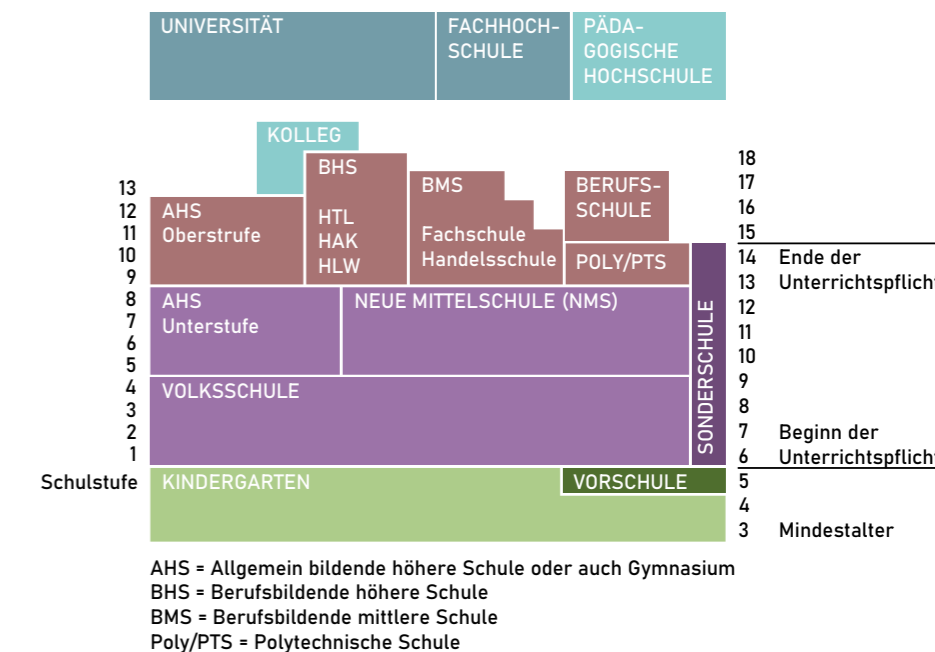 UNIVERSITÄT
FACHHOCH-
SCHULE
PÄDA-
GOGISCHE
HOCHSCHULE
KOLLEG
BHS
HTL
HAK
HLW
BMS
Fachschule
Handelsschule
BERUFS-
SCHULE
POLY/PTS
AHS
Oberstrufe
AHS
Unterstufe
NEUE MITTELSCHULE (NMS)
VOLKSSCHULE
SONDERSCHULE
KINDERGARTEN
VORSCHULE
13
12
11
10
9
8
7
6
5
4
3
2
1
Schulstufe
18
17
16
15
14 Ende der
13 Unterrichtspflicht
12
11
10
9
8
7 Beginn der
6 Unterrichtspflicht
5
4
3 Mindestalter
AHS = Allgemein bildende höhere Schule oder auch Gymnasium
BHS = Berufsbildende höhere Schule
BMS = Berufsbildende mittlere Schule
Poly/PTS = Polytechnische Schule